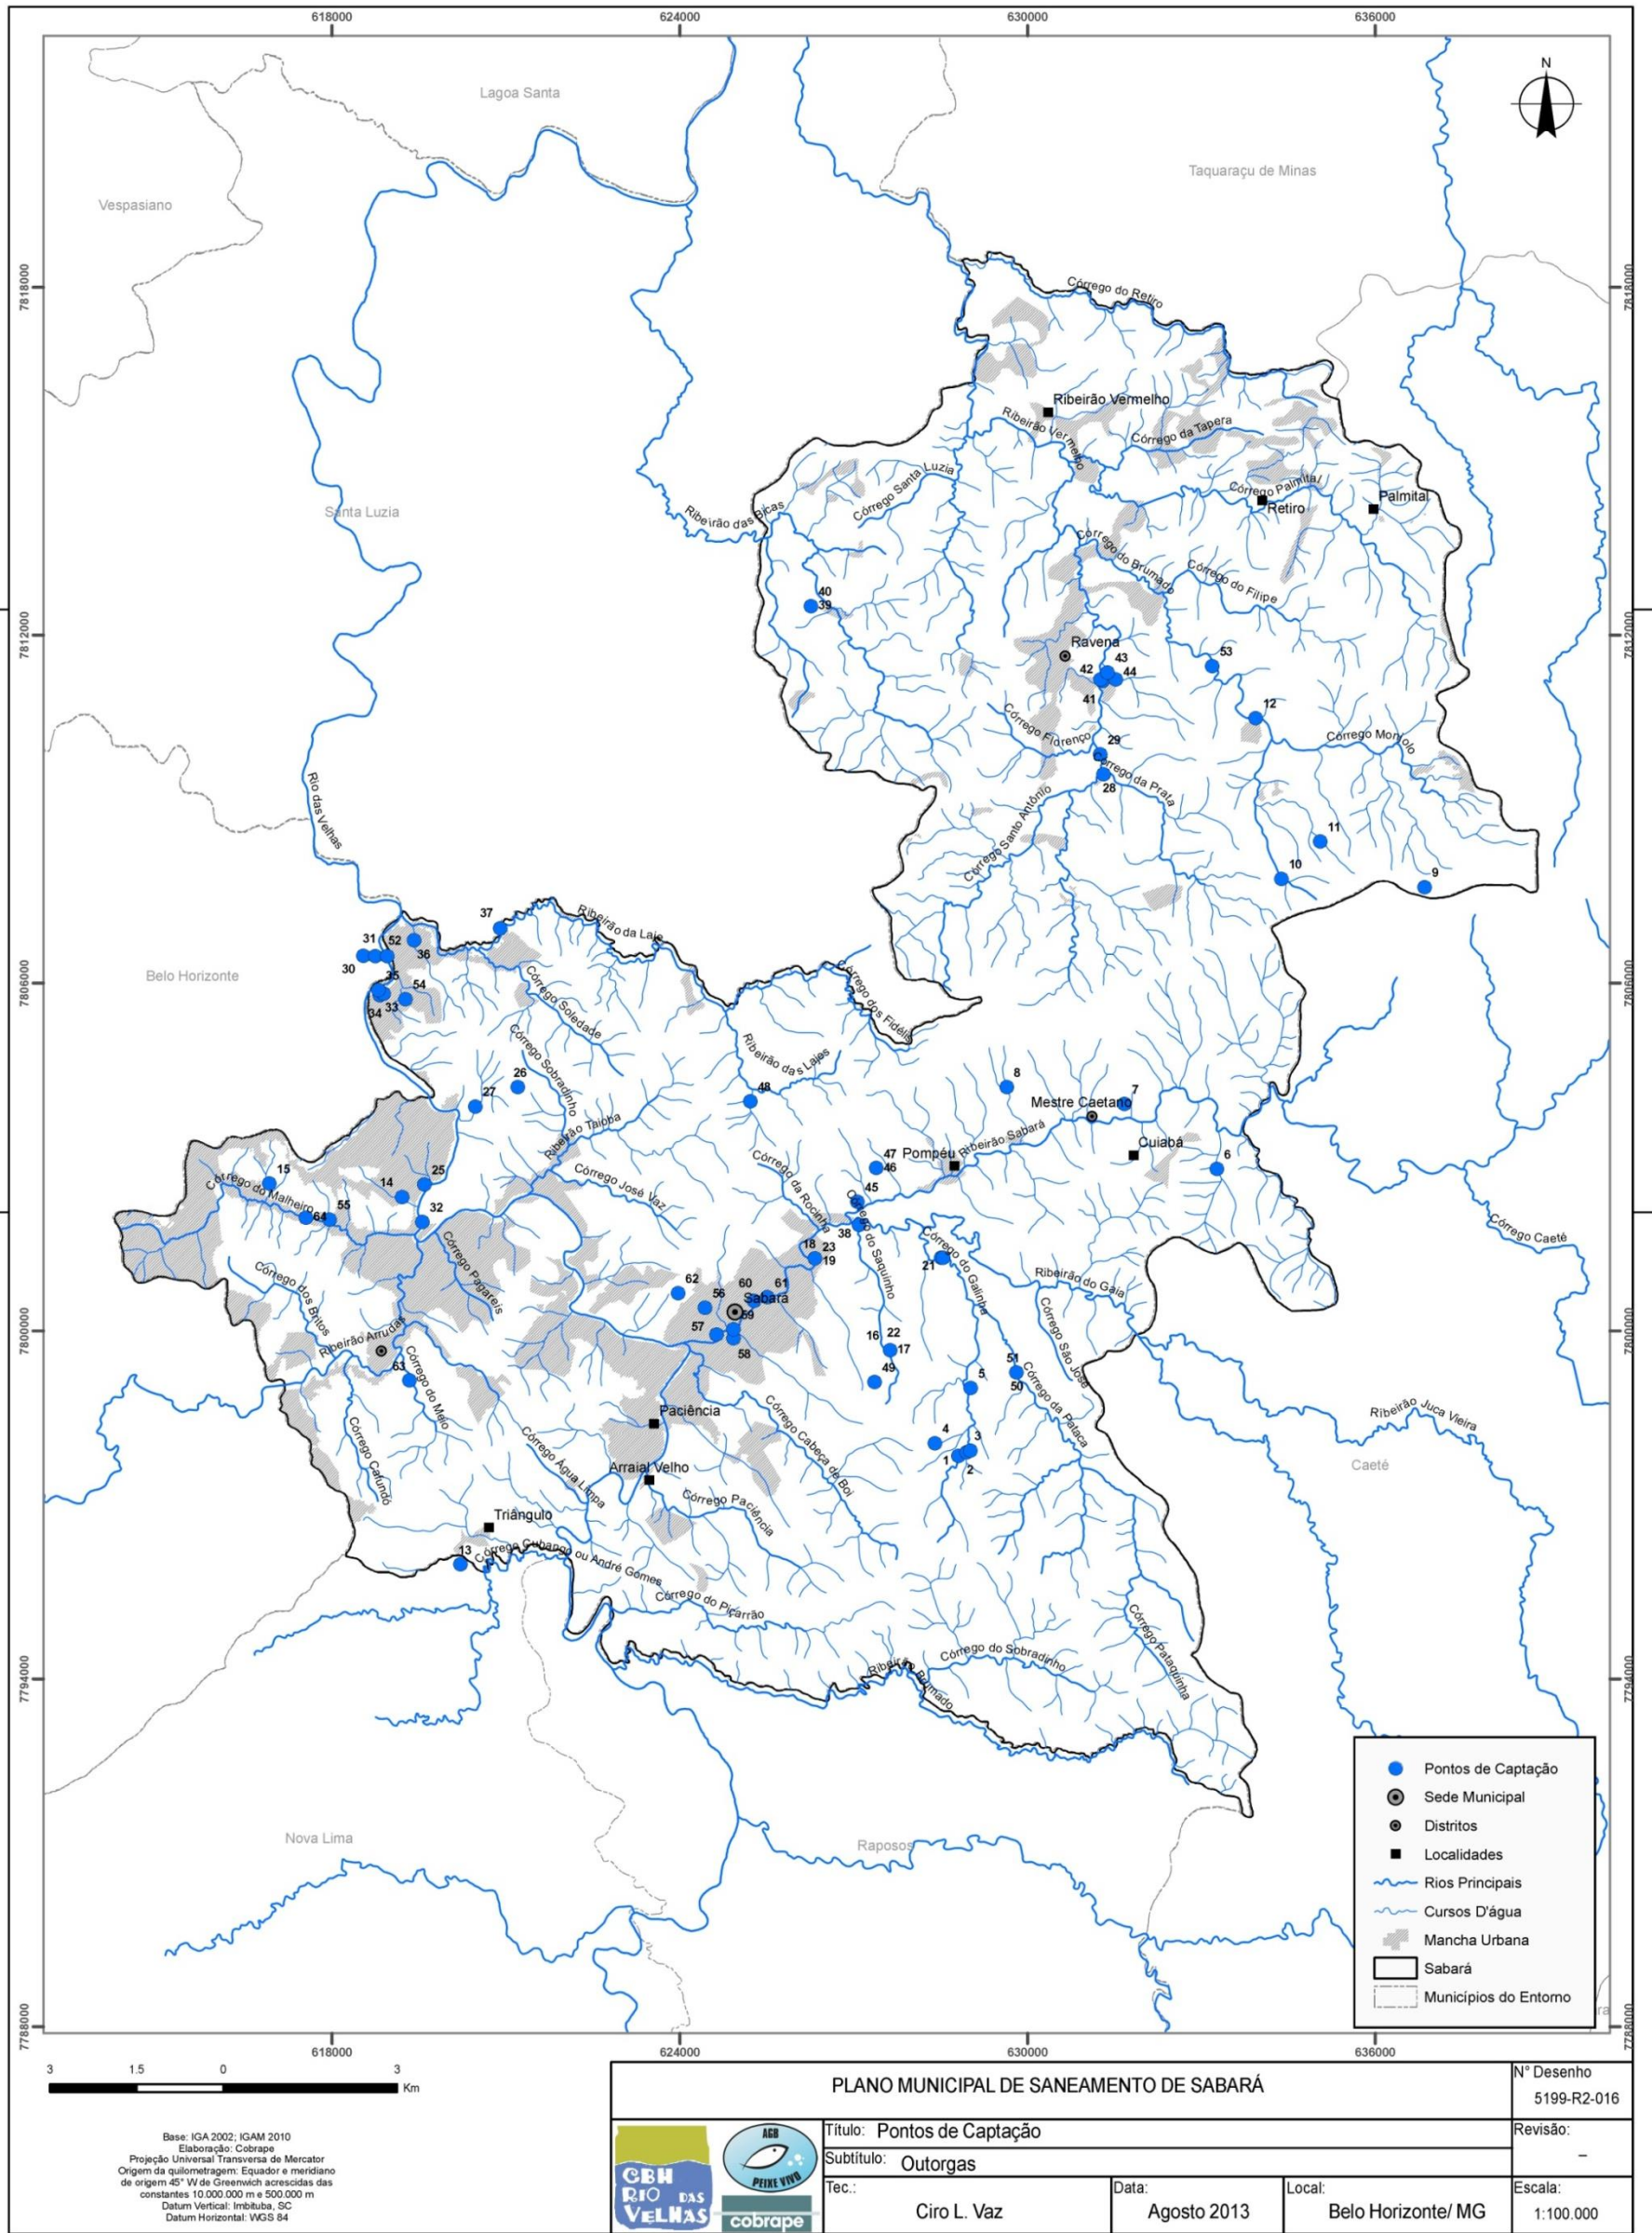 618000
624000
630000
636000
N
Lagoa Santa
Taquaraçu de Minas
Vespasiano
7818000
7818000
Córrego do Retiro
Ribeirão Vermelho
Ribeirão Vermelho
Córrego da Tapera
Córrego Santa Luzia
Córrego Palmital
Palmital
Retiro
Santa Luzia
Ribeirão das Bicas
Córrego do Brumado
Córrego do Filipe
40
39
7812000
7812000
Ravena
43
42
44
41
53
12
Córrego Florenço
29
Córrego Monjolo
Córrego da Prata
28
Rio das Velhas
Córrego Santo Antônio
11
10
9
37
Ribeirão da Laje
31
52
36
30
Belo Horizonte
35
54
34
33
7806000
7806000
Córrego Soledade
Córrego dos Fidélis
Córrego Sobradinho
Ribeirão das Lajes
26
27
48
8
7
Mestre Caetano
Ribeirão Taioba
Ribeirão Sabará
Cuiabá
Pompéu
47
46
6
15
Córrego do Malheiro
14
25
Córrego José Vaz
Córrego da Rocinha
45
64
55
32
38
Córrego do Saquinho
Córrego Caeté
Córrego Pagareis
18
23
19
21
Córrego do Galinha
Ribeirão do Gaia
Córrego dos Britos
62
56
60
61
Sabará
59
57
58
7800000
7800000
Ribeirão Arrudas
63
Córrego do Meio
16
22
17
49
Córrego São José
51
50
5
Córrego da Pataca
Paciência
Ribeirão Juca Vieira
Caeté
4
3
1
2
Córrego Cafundó
Córrego Água Limpa
Arraial Velho
Córrego Cabeça de Boi
Córrego Paciência
Triângulo
13
Córrego Cubango ou André Gomes
Córrego do Piçarrão
Córrego do Sobradinho
Córrego Pataquinha
Ribeirão Brumado
7794000
7794000
Nova Lima
Raposos
Pontos de Captação
Sede Municipal
Distritos
Localidades
Rios Principais
Cursos D'água
Mancha Urbana
Sabará
Municípios do Entorno
7788000
7788000
618000
624000
630000
636000
3 1.5 0 3
Km
Base: IGA 2002; IGAM 2010
Elaboração: Cobrape
Projeção Universal Transversa de Mercator
Origem da quilometragem: Equador e meridiano
de origem 45° W de Greenwich acrescidas das
constantes 10.000.000 m e 500.000 m
Datum Vertical: Imbituba, SC
Datum Horizontal: WGS 84
PLANO MUNICIPAL DE SANEAMENTO DE SABARÁ
N° Desenho
5199-R2-016
CBH
RIO DAS
VELHAS
AGB
PEIXE VIVO
cobrape
Título: Pontos de Captação
Revisão:
–
Subtítulo: Outorgas
Tec.:
Ciro L. Vaz
Data:
Agosto 2013
Local:
Belo Horizonte/ MG
Escala:
1:100.000